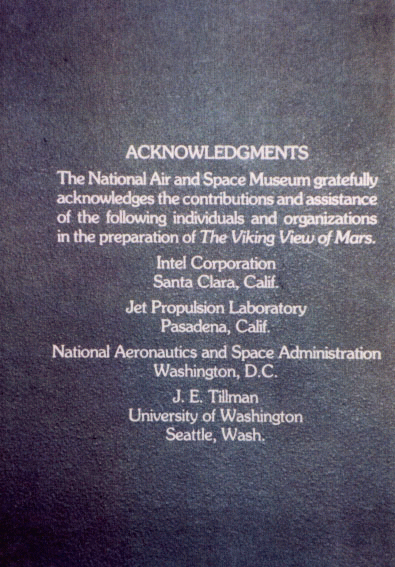 ACKNOWLEDGMENTS
The National Air and Space Museum gratefully
acknowledges the contributions and assistance
of the following individuals and organizations
in the preparation of The Viking View of Mars.
Intel Corporation
Santa Clara, Calif.
Jet Propulsion Laboratory
Pasadena, Calif.
National Aeronautics and Space Administration
Washington, D.C.
J. E. Tillman
University of Washington
Seattle, Wash.